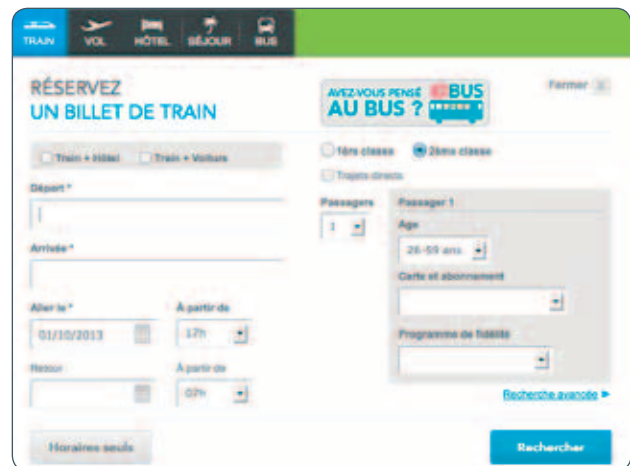 TRAIN VOL HÔTEL SÉJOUR BUS
RÉSERVEZ
UN BILLET DE TRAIN
AVEZ-VOUS PENSÉ
AU BUS ?
BUS
Fermer
Train + Hôtel Train + Voiture
1ère classe 2ème classe
Trajets directs
Départ *
Passagers
1
Passager 1
Age
26-59 ans
Arrivée *
Carte et abonnement
Aller le * À partir de
01/10/2013 17h
Programme de fidélité
Retour À partir de
07h
Recherche avancée
Horaires seuls
Rechercher